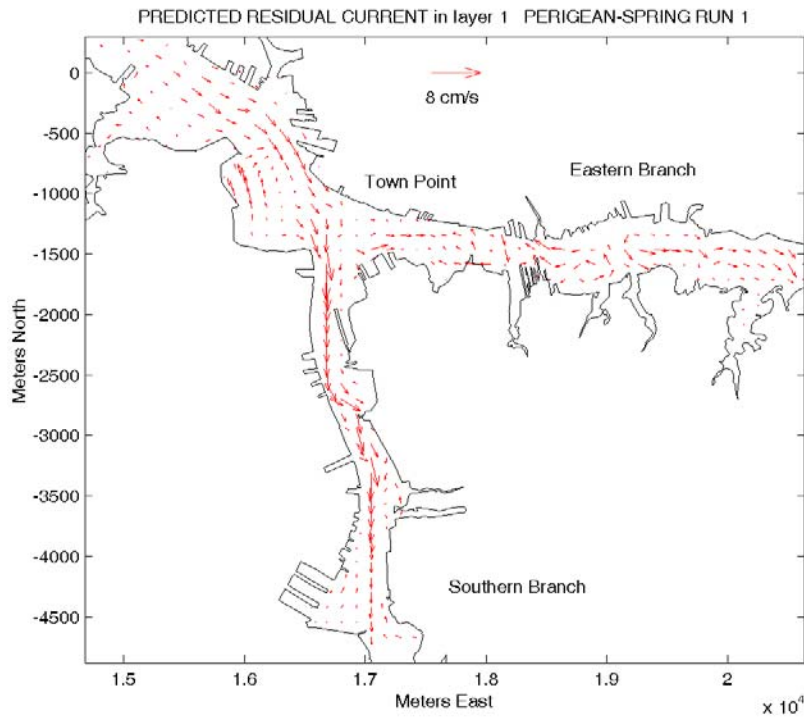 PREDICTED RESIDUAL CURRENT in layer 1 PERIGEAN-SPRING RUN 1
0
8 cm/s
-500
Town Point
Eastern Branch
-1000
-1500
-2000
Meters North
-2500
-3000
-3500
-4000
Southern Branch
-4500
1.5 1.6 1.7 1.8 1.9 2
Meters East
x 10⁴